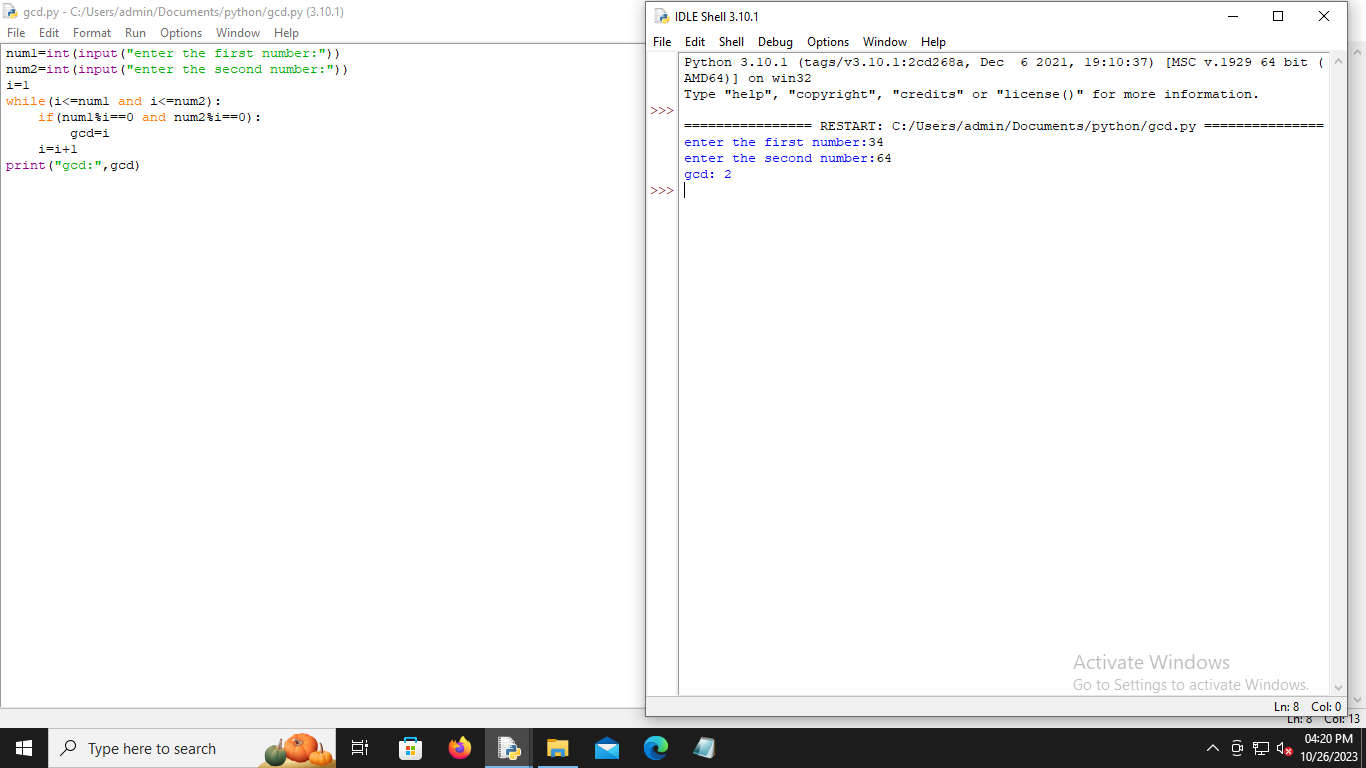 gcd.py - C:/Users/admin/Documents/python/gcd.py (3.10.1)
File Edit Format Run Options Window Help
num1=int(input("enter the first number:"))
num2=int(input("enter the second number:"))
i=1
while(i<=num1 and i<=num2):
    if(num1%i==0 and num2%i==0):
        gcd=i
    i=i+1
print("gcd:",gcd)
IDLE Shell 3.10.1
File Edit Shell Debug Options Window Help
Python 3.10.1 (tags/v3.10.1:2cd268a, Dec  6 2021, 19:10:37) [MSC v.1929 64 bit (
AMD64)] on win32
Type "help", "copyright", "credits" or "license()" for more information.
>>>
================ RESTART: C:/Users/admin/Documents/python/gcd.py ===============
enter the first number:34
enter the second number:64
gcd: 2
>>>
Activate Windows
Go to Settings to activate Windows.
Ln: 8 Col: 0
Ln: 8 Col: 13
Type here to search
04:20 PM
10/26/2023